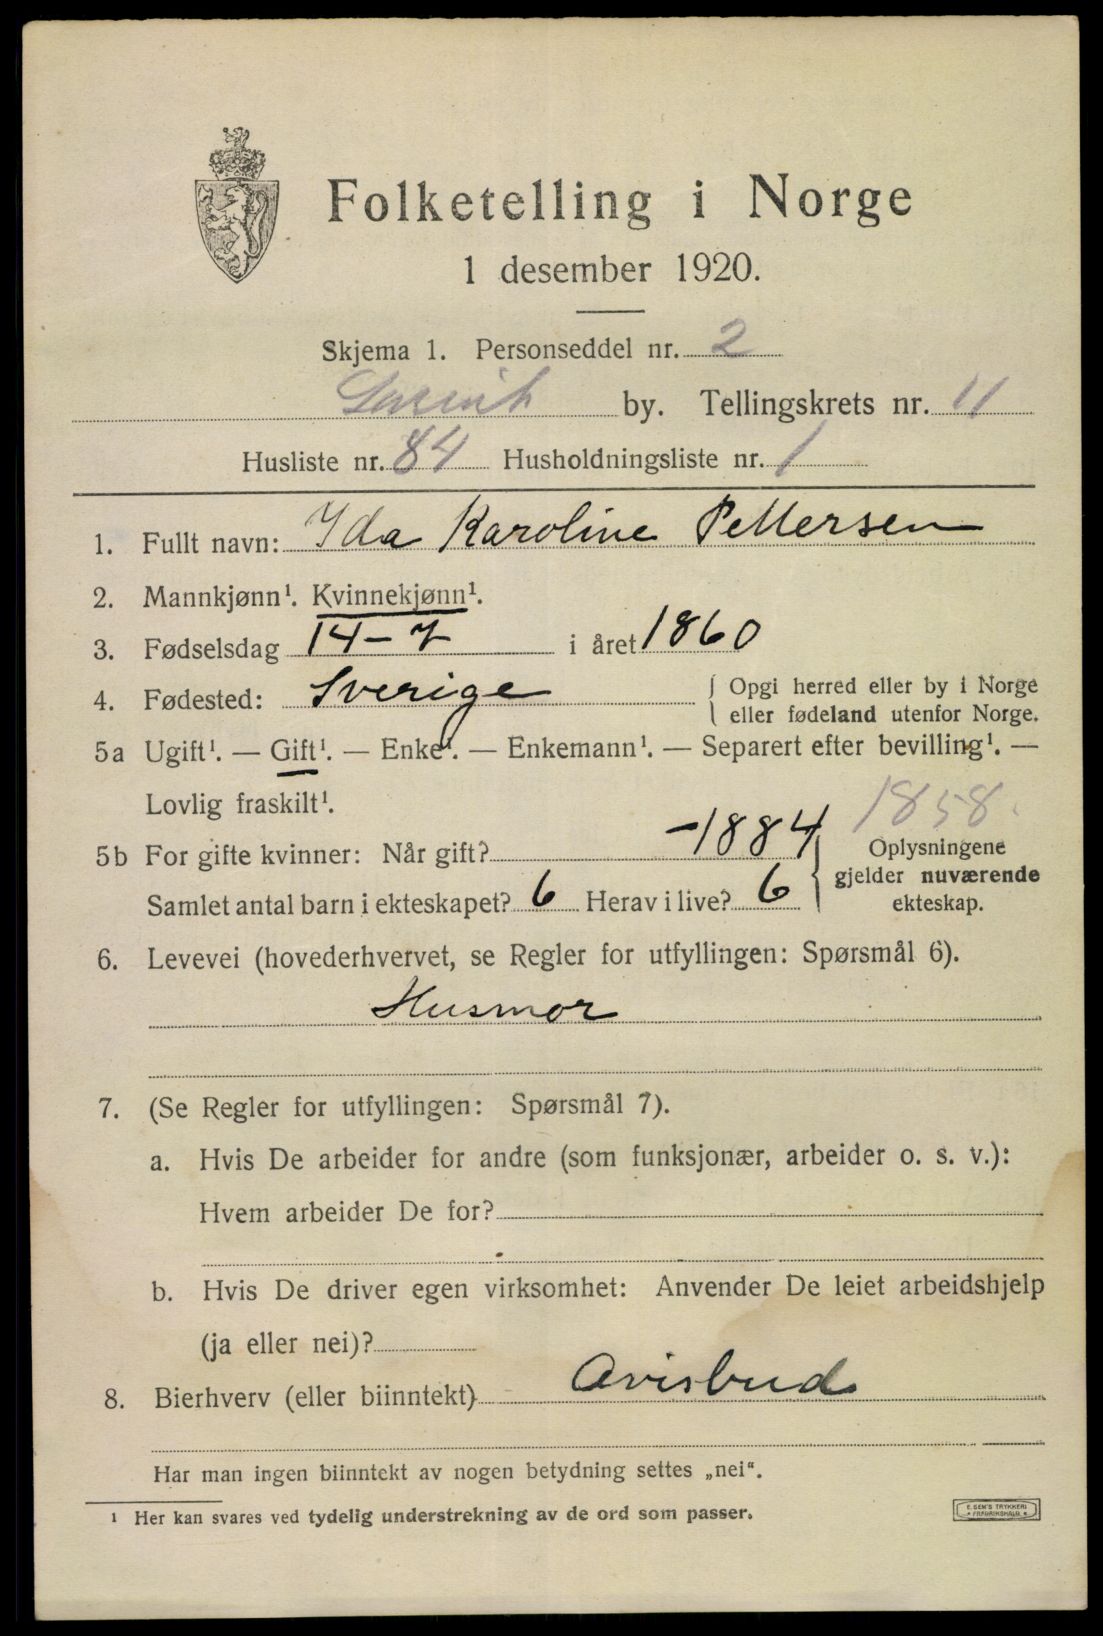 Folketelling i Norge
1 desember 1920.
Skjema 1. Personseddel nr. 2
Larvik by. Tellingskrets nr. 11
Husliste nr. 84 Husholdningsliste nr. 1
1. Fullt navn: Ida Karoline Pettersen
2. Mannkjønn¹. Kvinnekjønn¹.
3. Fødselsdag 14-7 i året 1860
4. Fødested: Sverige { Opgi herred eller by i Norge
eller fødeland utenfor Norge.
5a Ugift¹. — Gift¹. — Enke¹. — Enkemann¹. — Separert efter bevilling¹. —
Lovlig fraskilt¹.
1858.
5b For gifte kvinner: Når gift? -1884
Samlet antal barn i ekteskapet? 6 Herav i live? 6
Oplysningene
gjelder nuværende
ekteskap.
6. Levevei (hovederhvervet, se Regler for utfyllingen: Spørsmål 6).
Husmor
7. (Se Regler for utfyllingen: Spørsmål 7).
a. Hvis De arbeider for andre (som funksjonær, arbeider o. s. v.):
Hvem arbeider De for?
b. Hvis De driver egen virksomhet: Anvender De leiet arbeidshjelp
(ja eller nei)?
8. Bierhverv (eller biinntekt) Avisbud
Har man ingen biinntekt av nogen betydning settes „nei“.
¹ Her kan svares ved tydelig understrekning av de ord som passer.
E. SEM'S TRYKKERI
FREDRIKSHALD